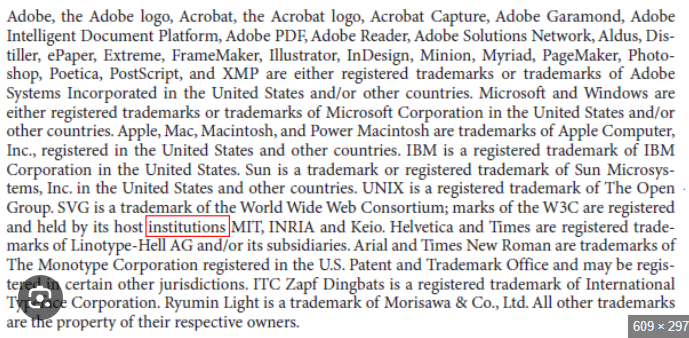 Adobe, the Adobe logo, Acrobat, the Acrobat logo, Acrobat Capture, Adobe Garamond, Adobe
Intelligent Document Platform, Adobe PDF, Adobe Reader, Adobe Solutions Network, Aldus, Dis-
tiller, ePaper, Extreme, FrameMaker, Illustrator, InDesign, Minion, Myriad, PageMaker, Photo-
shop, Poetica, PostScript, and XMP are either registered trademarks or trademarks of Adobe
Systems Incorporated in the United States and/or other countries. Microsoft and Windows are
either registered trademarks or trademarks of Microsoft Corporation in the United States and/or
other countries. Apple, Mac, Macintosh, and Power Macintosh are trademarks of Apple Computer,
Inc., registered in the United States and other countries. IBM is a registered trademark of IBM
Corporation in the United States. Sun is a trademark or registered trademark of Sun Microsys-
tems, Inc. in the United States and other countries. UNIX is a registered trademark of The Open
Group. SVG is a trademark of the World Wide Web Consortium; marks of the W3C are registered
and held by its host institutions MIT, INRIA and Keio. Helvetica and Times are registered trade-
marks of Linotype-Hell AG and/or its subsidiaries. Arial and Times New Roman are trademarks of
The Monotype Corporation registered in the U.S. Patent and Trademark Office and may be regis-
certain other jurisdictions. ITC Zapf Dingbats is a registered trademark of International
Corporation. Ryumin Light is a trademark of Morisawa & Co., Ltd. All other trademarks
are the property of their respective owners.
609 × 297